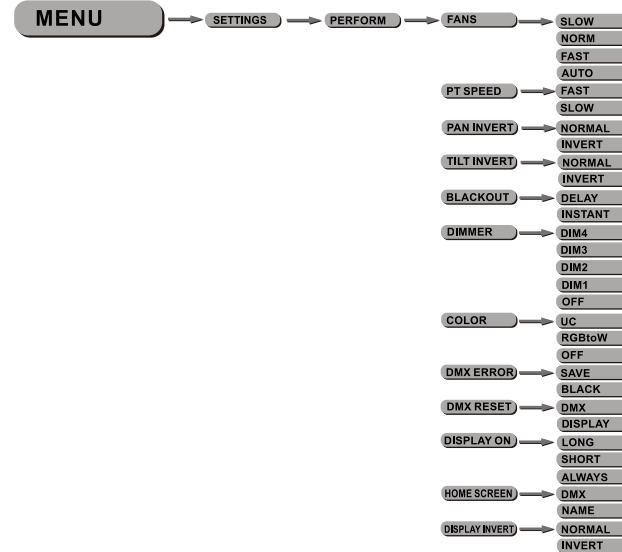 MENU SETTINGS PERFORM FANS SLOW
NORM
FAST
AUTO
PT SPEED FAST
SLOW
PAN INVERT NORMAL
INVERT
TILT INVERT NORMAL
INVERT
BLACKOUT DELAY
INSTANT
DIMMER DIM4
DIM3
DIM2
DIM1
OFF
COLOR UC
RGBtoW
OFF
DMX ERROR SAVE
BLACK
DMX RESET DMX
DISPLAY
DISPLAY ON LONG
SHORT
ALWAYS
HOME SCREEN DMX
NAME
DISPLAY INVERT NORMAL
INVERT